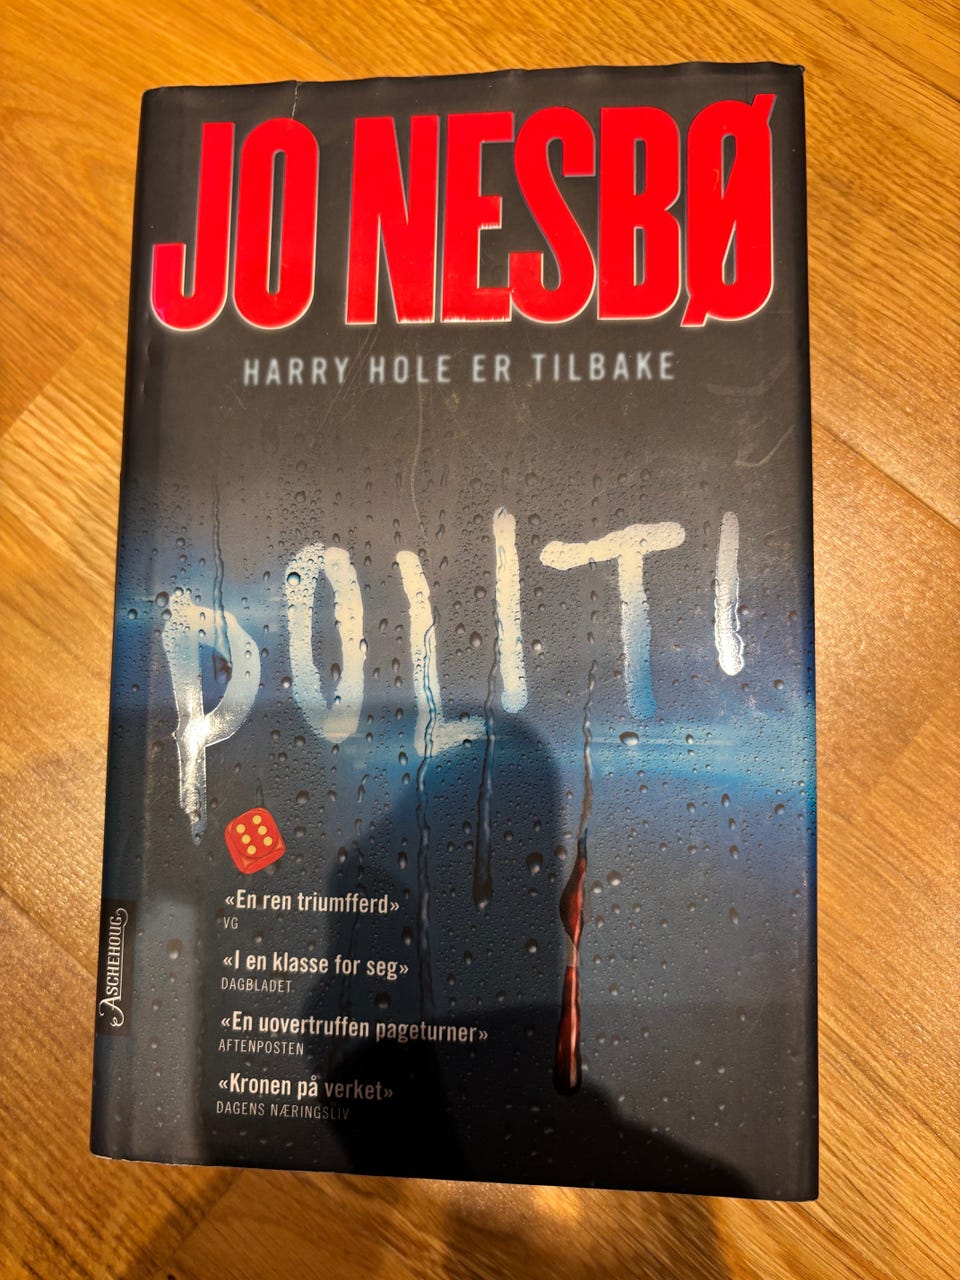 JO NESBØ
HARRY HOLE ER TILBAKE
POLITI
«En ren triumfferd»
VG
«I en klasse for seg»
DAGBLADET
«En uovertruffen pageturner»
AFTENPOSTEN
«Kronen på verket»
DAGENS NÆRINGSLIV
ASCHEHOUG